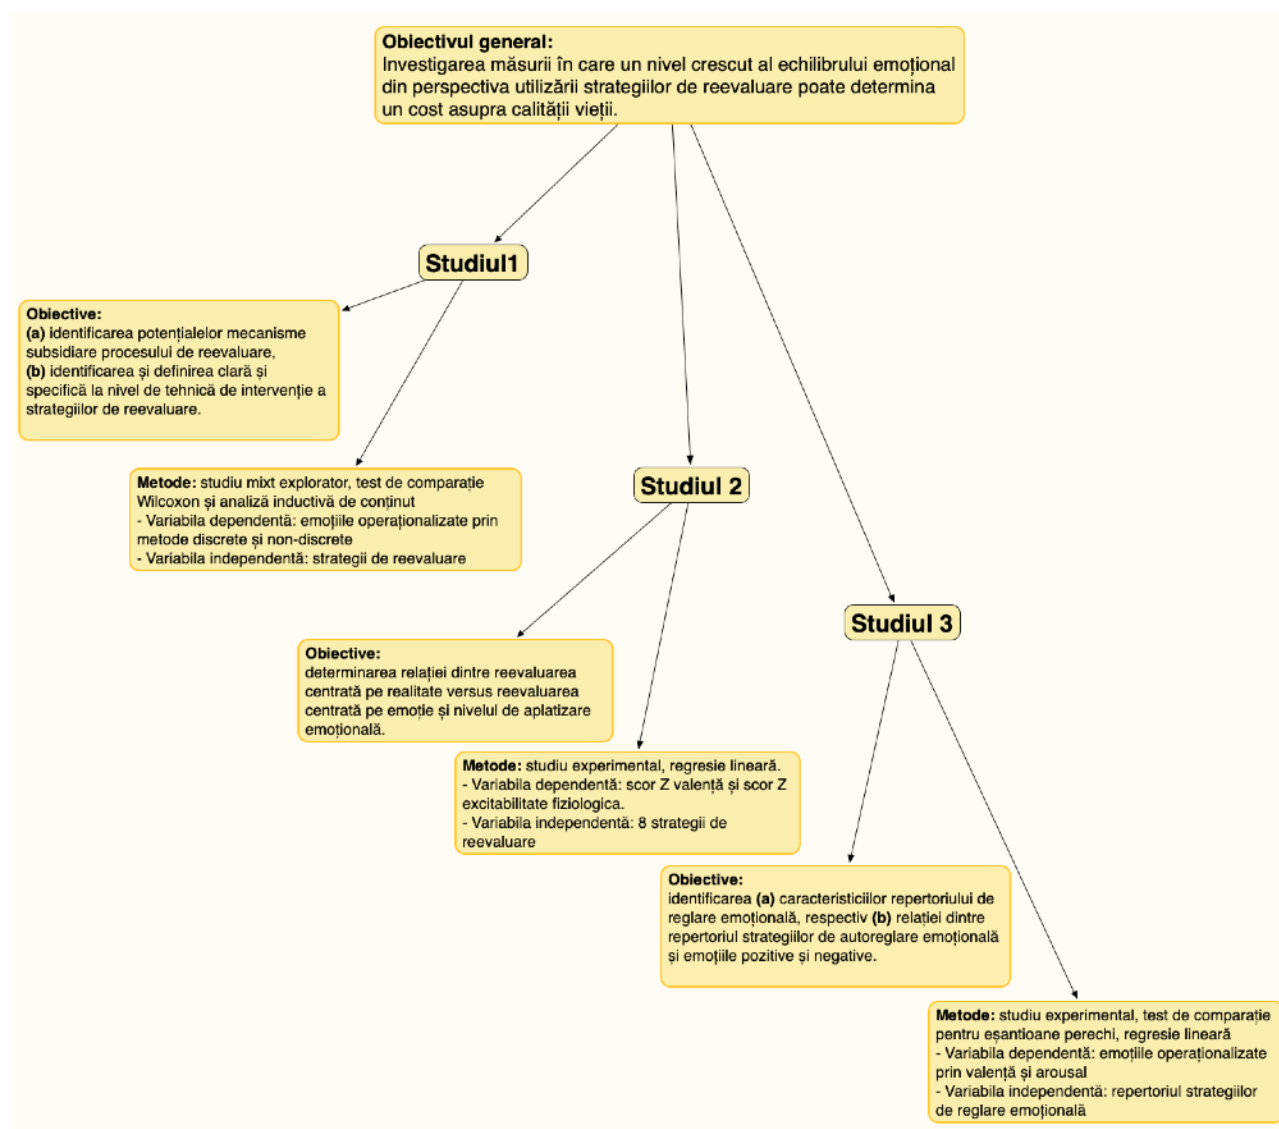 Obiectivul general:
Investigarea măsurii în care un nivel crescut al echilibrului emoțional
din perspectiva utilizării strategiilor de reevaluare poate determina
un cost asupra calității vieții.
Studiul1
Obiective:
(a) identificarea potențialelor mecanisme
subsidiare procesului de reevaluare,
(b) identificarea și definirea clară și
specifică la nivel de tehnică de intervenție a
strategiilor de reevaluare.
Metode: studiu mixt explorator, test de comparație
Wilcoxon și analiză inductivă de conținut
- Variabila dependentă: emoțiile operaționalizate prin
metode discrete și non-discrete
- Variabila independentă: strategii de reevaluare
Studiul 2
Obiective:
determinarea relației dintre reevaluarea
centrată pe realitate versus reevaluarea
centrată pe emoție și nivelul de aplatizare
emoțională.
Metode: studiu experimental, regresie lineară.
- Variabila dependentă: scor Z valență și scor Z
excitabilitate fiziologica.
- Variabila independentă: 8 strategii de
reevaluare
Studiul 3
Obiective:
identificarea (a) caracteristiciilor repertoriului de
reglare emoțională, respectiv (b) relației dintre
repertoriul strategiilor de autoreglare emoțională
și emoțiile pozitive și negative.
Metode: studiu experimental, test de comparație
pentru eșantioane perechi, regresie lineară
- Variabila dependentă: emoțiile operaționalizate
prin valență și arousal
- Variabila independentă: repertoriul strategiilor
de reglare emoțională